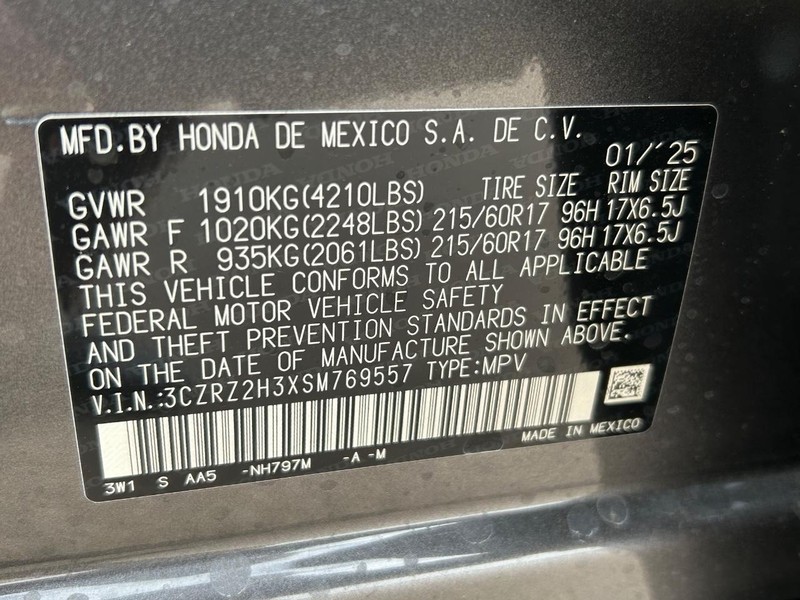 MFD.BY HONDA DE MEXICO S.A. DE C.V.
01/'25
GVWR 1910KG(4210LBS) TIRE SIZE RIM SIZE
GAWR F 1020KG(2248LBS) 215/60R17 96H 17X6.5J
GAWR R 935KG(2061LBS) 215/60R17 96H 17X6.5J
THIS VEHICLE CONFORMS TO ALL APPLICABLE
FEDERAL MOTOR VEHICLE SAFETY
AND THEFT PREVENTION STANDARDS IN EFFECT
ON THE DATE OF MANUFACTURE SHOWN ABOVE.
V.I.N.:3CZRZ2H3XSM769557 TYPE:MPV
MADE IN MEXICO
3W1 S AA5 -NH797M -A -M